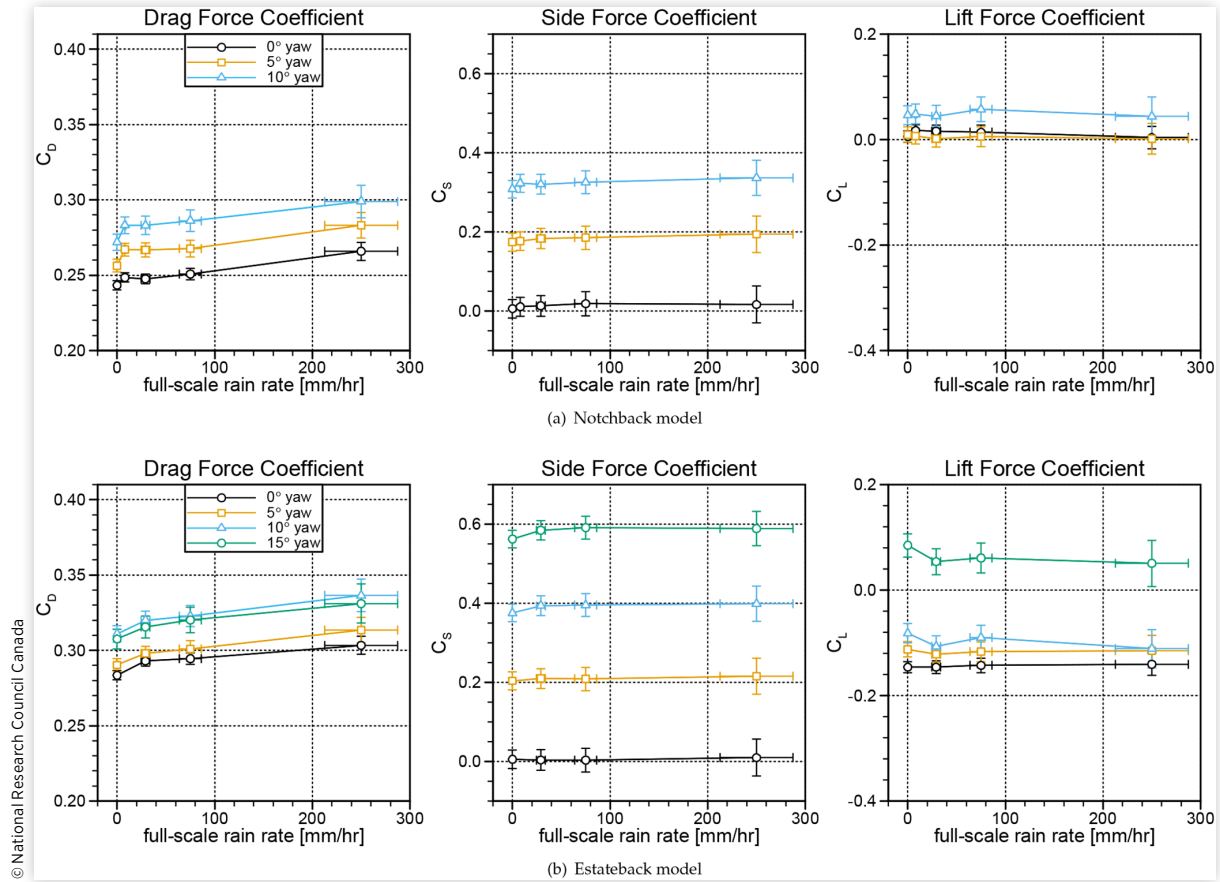 Drag Force Coefficient
0° yaw
5° yaw
10° yaw
0.40
0.35
0.30
0.25
0.20
C_D
0 100 200 300
full-scale rain rate [mm/hr]
Side Force Coefficient
0.6
0.4
0.2
0.0
C_S
0 100 200 300
full-scale rain rate [mm/hr]
Lift Force Coefficient
0.2
0.0
-0.2
-0.4
C_L
0 100 200 300
full-scale rain rate [mm/hr]
(a) Notchback model
Drag Force Coefficient
0° yaw
5° yaw
10° yaw
15° yaw
0.40
0.35
0.30
0.25
0.20
C_D
0 100 200 300
full-scale rain rate [mm/hr]
Side Force Coefficient
0.6
0.4
0.2
0.0
C_S
0 100 200 300
full-scale rain rate [mm/hr]
Lift Force Coefficient
0.2
0.0
-0.2
-0.4
C_L
0 100 200 300
full-scale rain rate [mm/hr]
(b) Estateback model
© National Research Council Canada